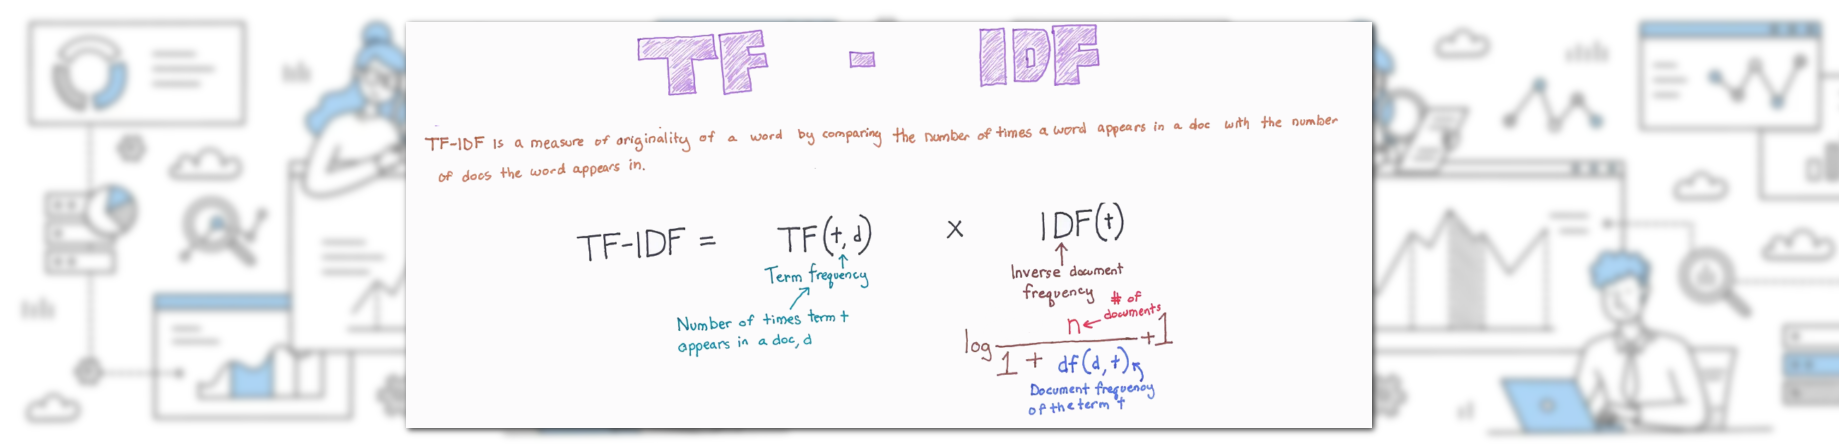 TF - IDF
TF-IDF is a measure of originality of a word by comparing the number of times a word appears in a doc with the number
of docs the word appears in.
TF-IDF = TF(t, d) x IDF(t)
Term frequency
Number of times term t
appears in a doc, d
Inverse document
frequency
# of
documents
n
log +1
1 + df(d, t)
Document frequency
of the term t